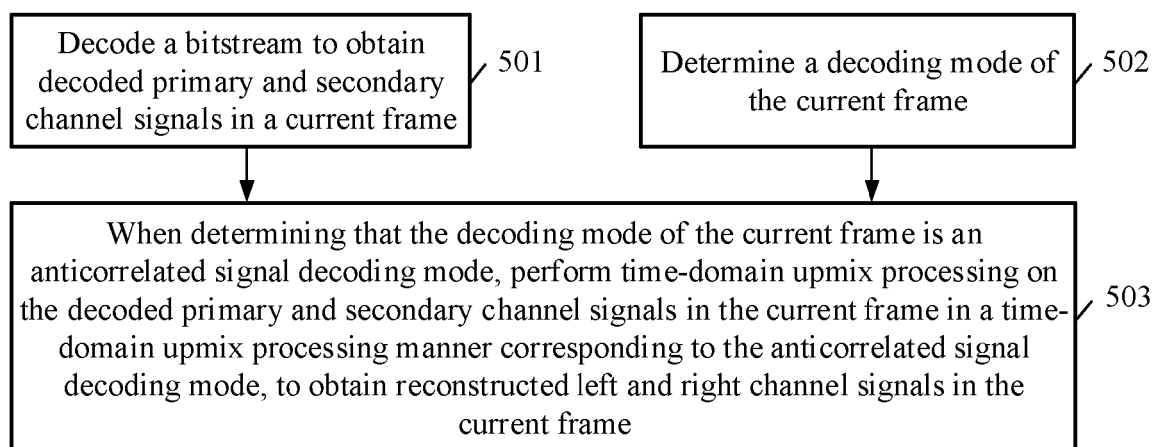 Decode a bitstream to obtain
decoded primary and secondary
channel signals in a current frame
501
Determine a decoding mode of
the current frame
502
When determining that the decoding mode of the current frame is an
anticorrelated signal decoding mode, perform time-domain upmix processing on
the decoded primary and secondary channel signals in the current frame in a time-
domain upmix processing manner corresponding to the anticorrelated signal
decoding mode, to obtain reconstructed left and right channel signals in the
current frame
503